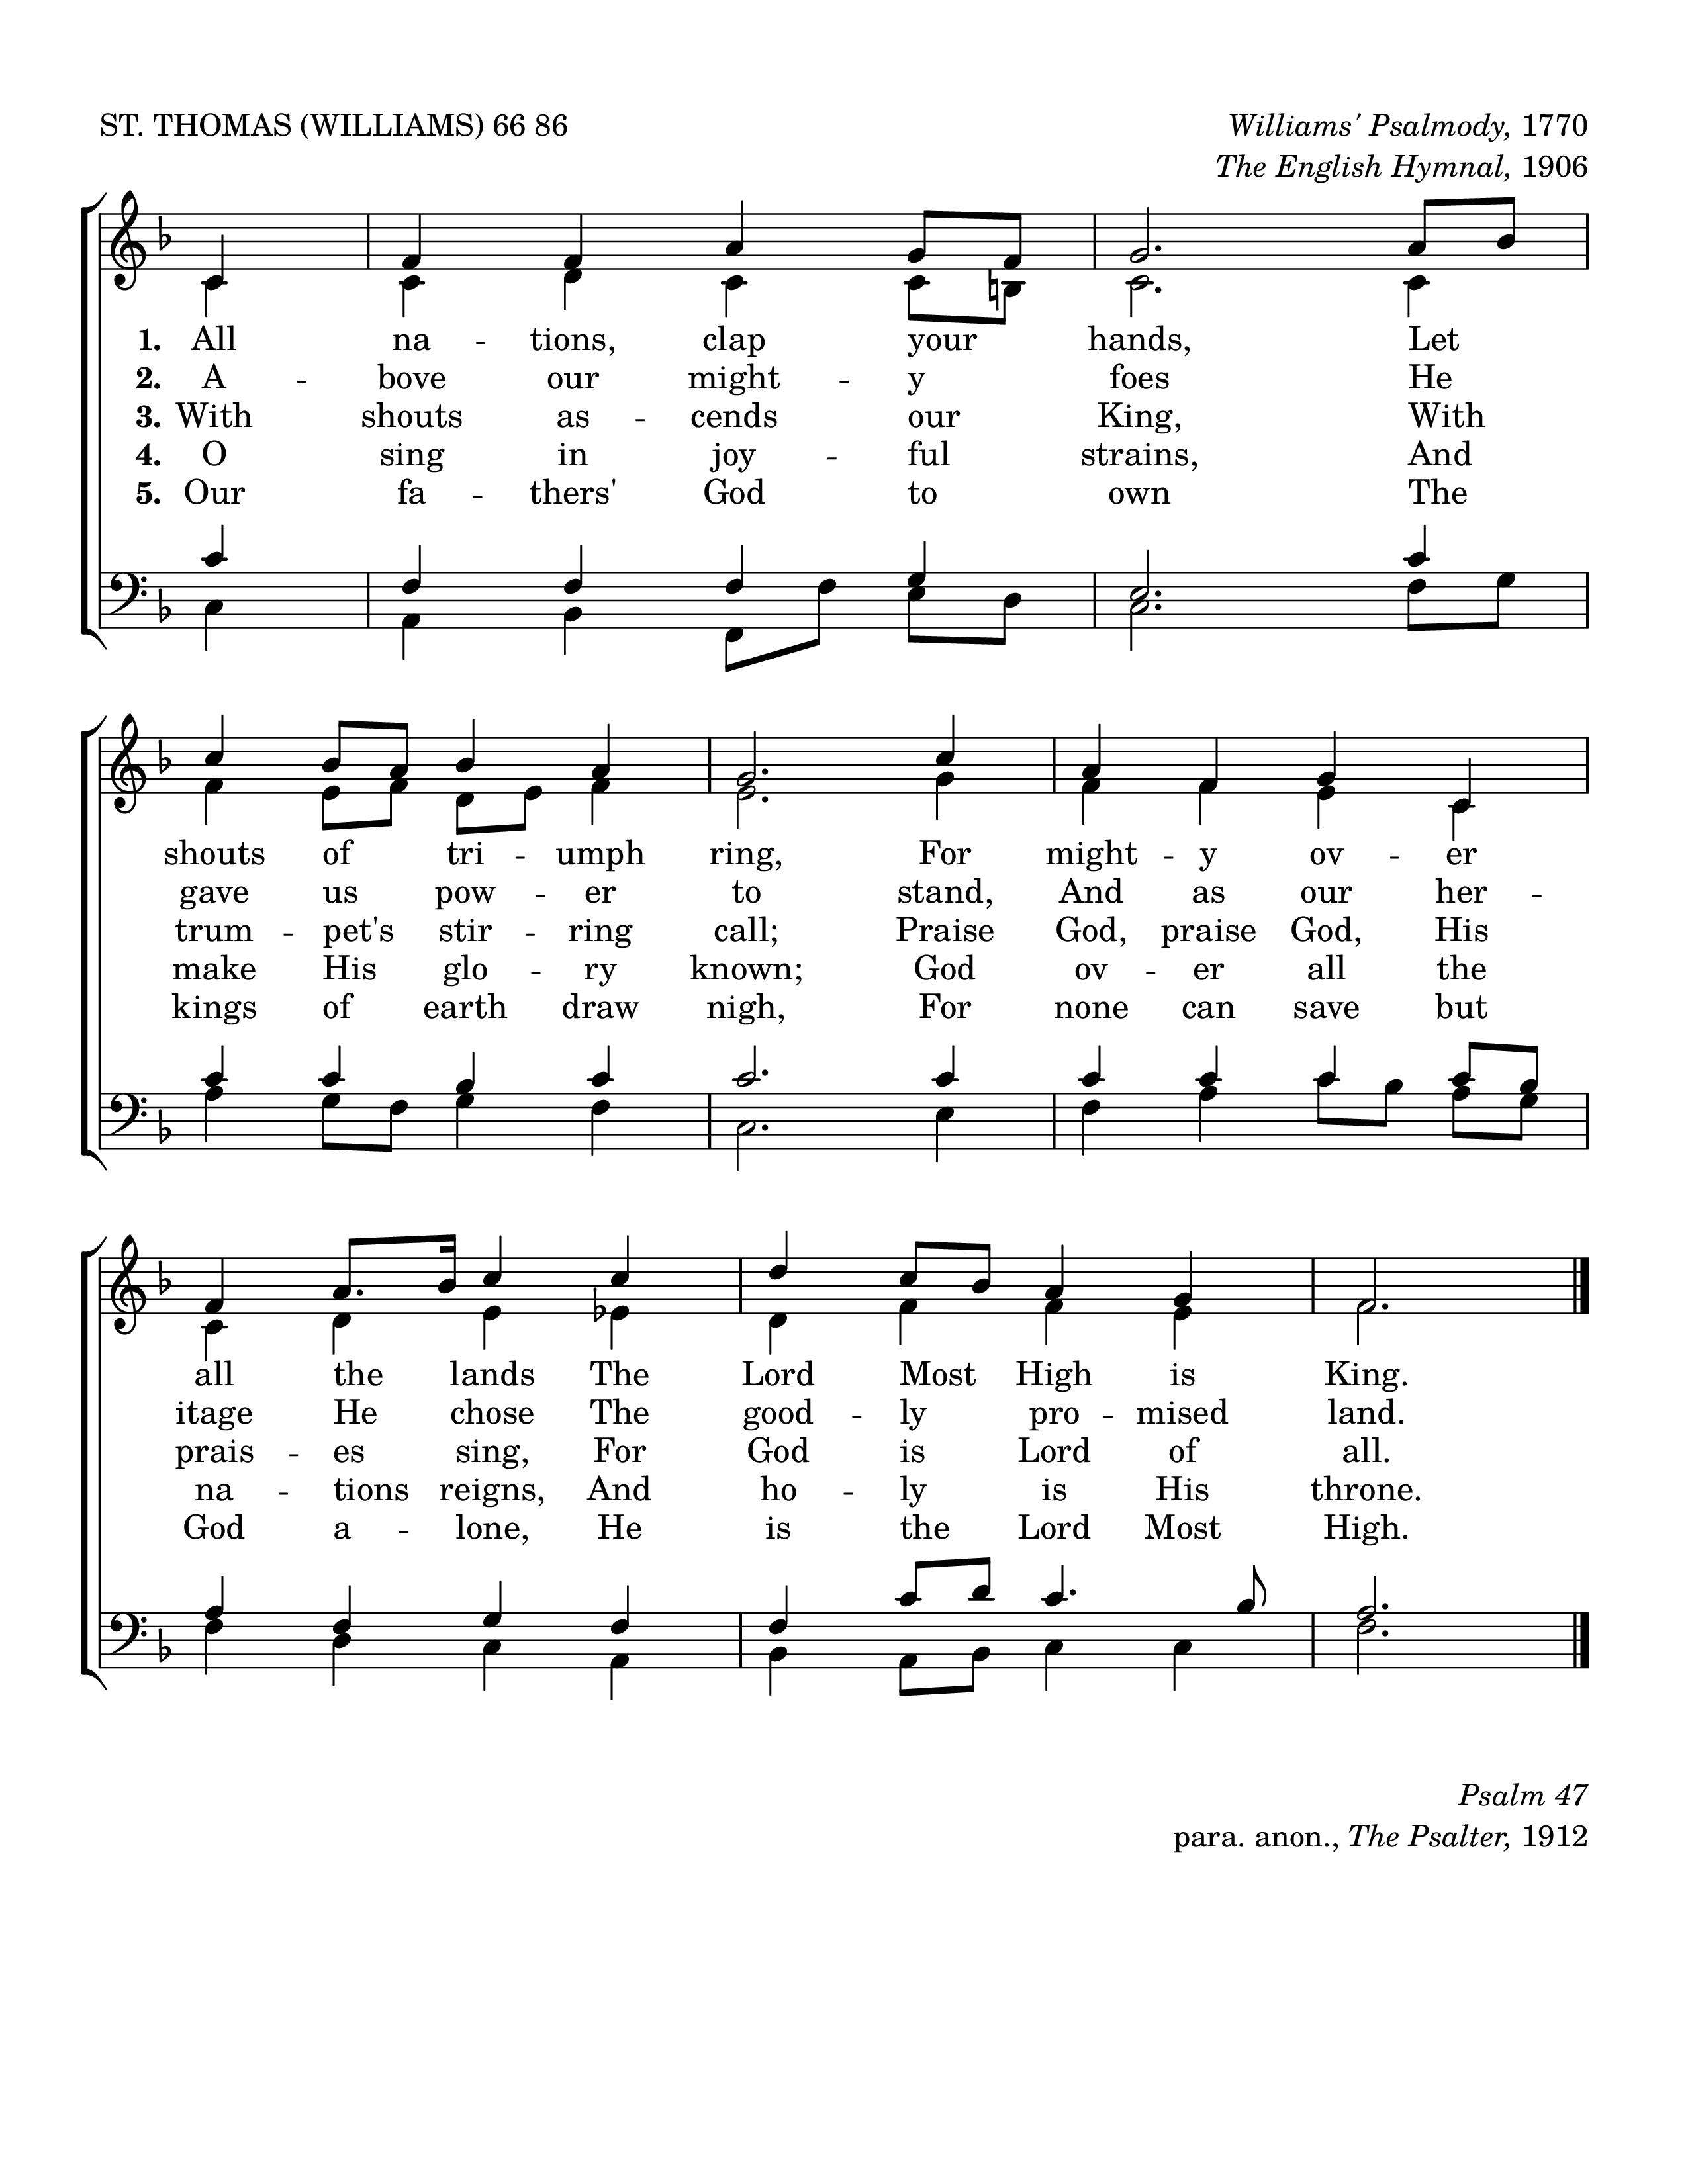 ST. THOMAS (WILLIAMS) 66 86
Williams' Psalmody, 1770
The English Hymnal, 1906
1. All na -- tions, clap your hands, Let
2. A -- bove our might -- y foes He
3. With shouts as -- cends our King, With
4. O sing in joy -- ful strains, And
5. Our fa -- thers' God to own The
shouts of tri -- umph ring, For might -- y ov -- er
gave us pow -- er to stand, And as our her --
trum -- pet's stir -- ring call; Praise God, praise God, His
make His glo -- ry known; God ov -- er all the
kings of earth draw nigh, For none can save but
all the lands The Lord Most High is King.
itage He chose The good -- ly pro -- mised land.
prais -- es sing, For God is Lord of all.
na -- tions reigns, And ho -- ly is His throne.
God a -- lone, He is the Lord Most High.
Psalm 47
para. anon., The Psalter, 1912